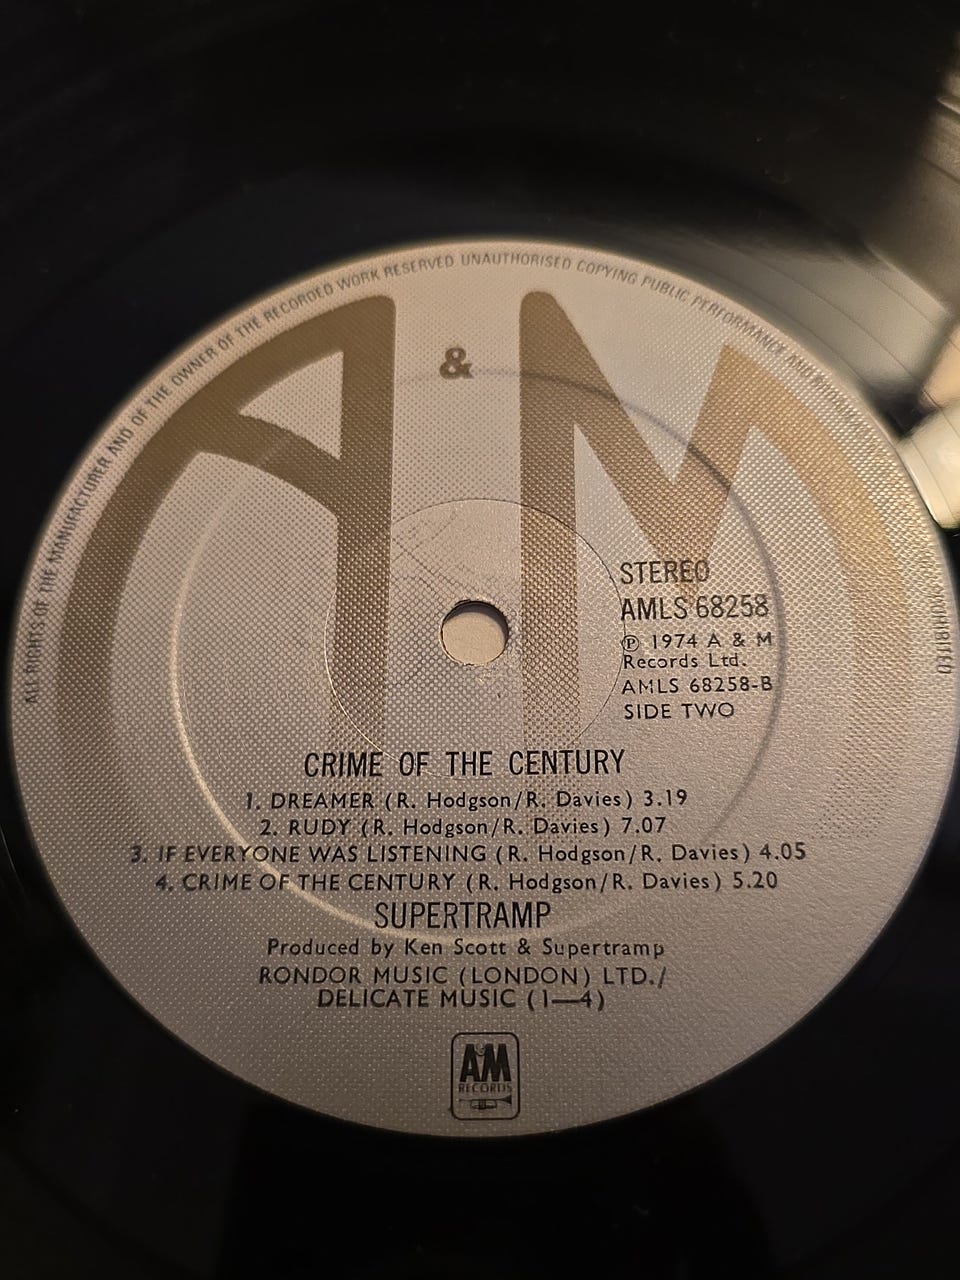 ALL RIGHTS OF THE MANUFACTURER AND OF THE OWNER OF THE RECORDED WORK RESERVED UNAUTHORISED COPYING PUBLIC PERFORMANCE AND
A & M
STEREO
AMLS 68258
℗ 1974 A & M
Records Ltd.
AMLS 68258-B
SIDE TWO
CRIME OF THE CENTURY
1. DREAMER (R. Hodgson/R. Davies) 3.19
2. RUDY (R. Hodgson/R. Davies) 7.07
3. IF EVERYONE WAS LISTENING (R. Hodgson/R. Davies) 4.05
4. CRIME OF THE CENTURY (R. Hodgson/R. Davies) 5.20
SUPERTRAMP
Produced by Ken Scott & Supertramp
RONDOR MUSIC (LONDON) LTD./
DELICATE MUSIC (1—4)
A&M
RECORDS